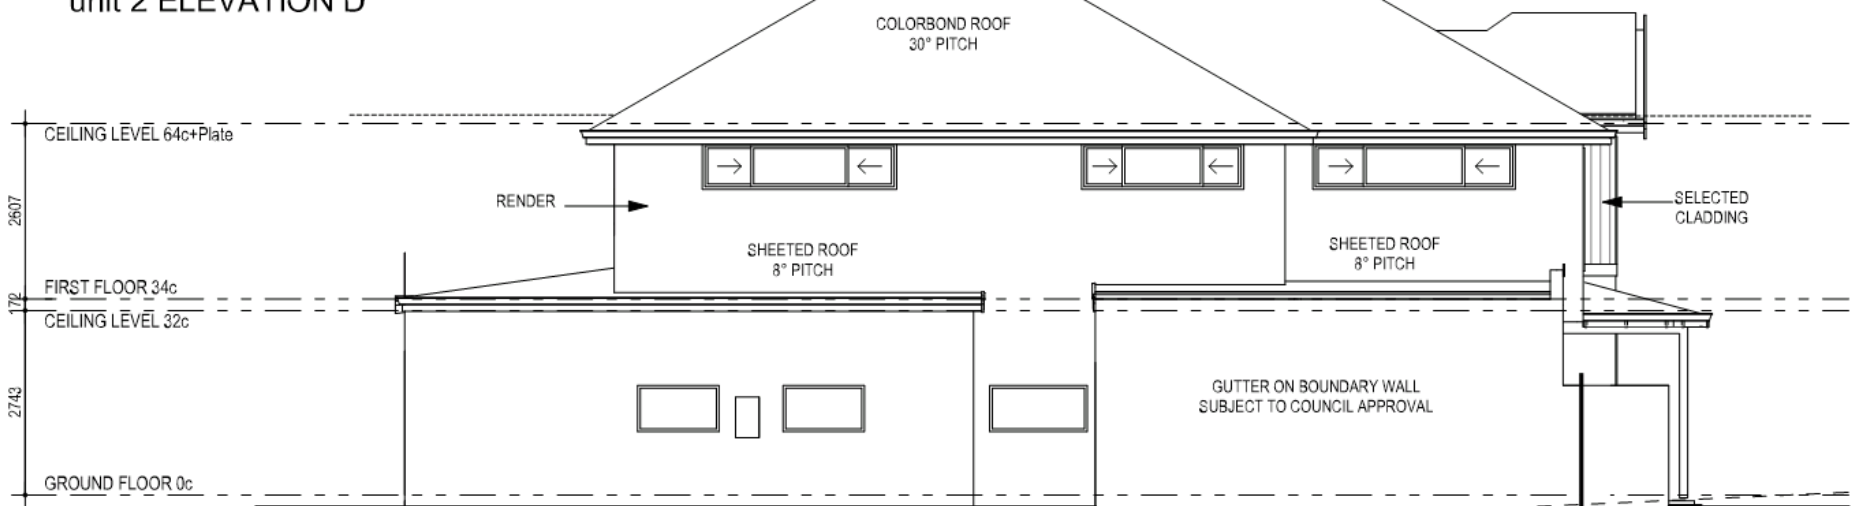 unit 2 ELEVATION D
COLORBOND ROOF
30° PITCH
CEILING LEVEL 64c+Plate
2607
RENDER
SELECTED
CLADDING
SHEETED ROOF
8° PITCH
SHEETED ROOF
8° PITCH
FIRST FLOOR 34c
172
CEILING LEVEL 32c
2743
GUTTER ON BOUNDARY WALL
SUBJECT TO COUNCIL APPROVAL
GROUND FLOOR 0c